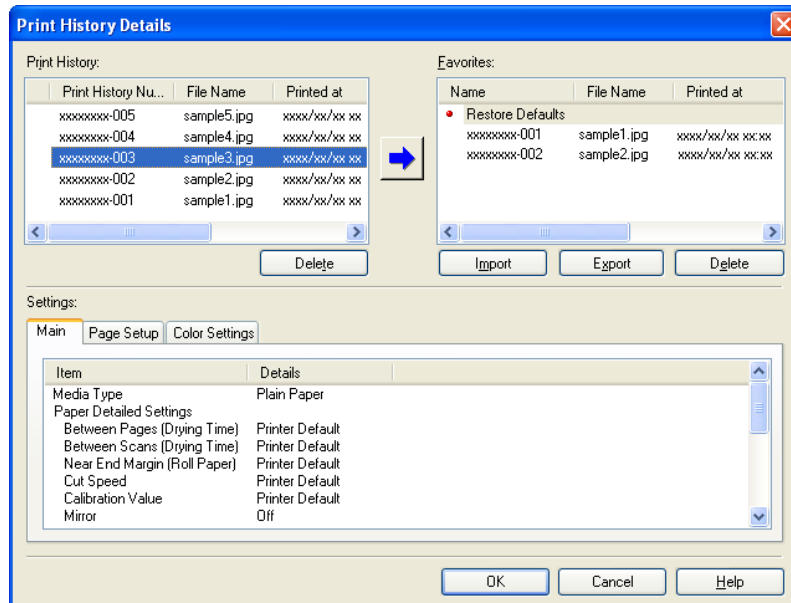 Print History Details
Print History: Favorites:
Print History Nu... File Name Printed at Name File Name Printed at
xxxxxxxx-005 sample5.jpg xxxx/xx/xx xx Restore Defaults
xxxxxxxx-004 sample4.jpg xxxx/xx/xx xx xxxxxxxx-001 sample1.jpg xxxx/xx/xx xx:xx
xxxxxxxx-003 sample3.jpg xxxx/xx/xx xx xxxxxxxx-002 sample2.jpg xxxx/xx/xx xx:xx
xxxxxxxx-002 sample2.jpg xxxx/xx/xx xx
xxxxxxxx-001 sample1.jpg xxxx/xx/xx xx
Delete Import Export Delete
Settings:
Main Page Setup Color Settings
Item Details
Media Type Plain Paper
Paper Detailed Settings
Between Pages (Drying Time) Printer Default
Between Scans (Drying Time) Printer Default
Near End Margin (Roll Paper) Printer Default
Cut Speed Printer Default
Calibration Value Printer Default
Mirror Off
OK Cancel Help